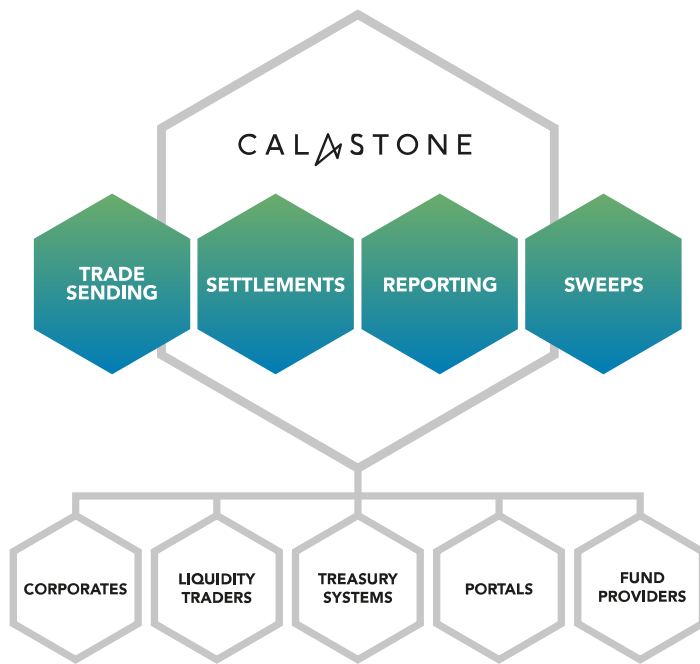 CALASTONE
TRADE
SENDING
SETTLEMENTS
REPORTING
SWEEPS
CORPORATES
LIQUIDITY
TRADERS
TREASURY
SYSTEMS
PORTALS
FUND
PROVIDERS